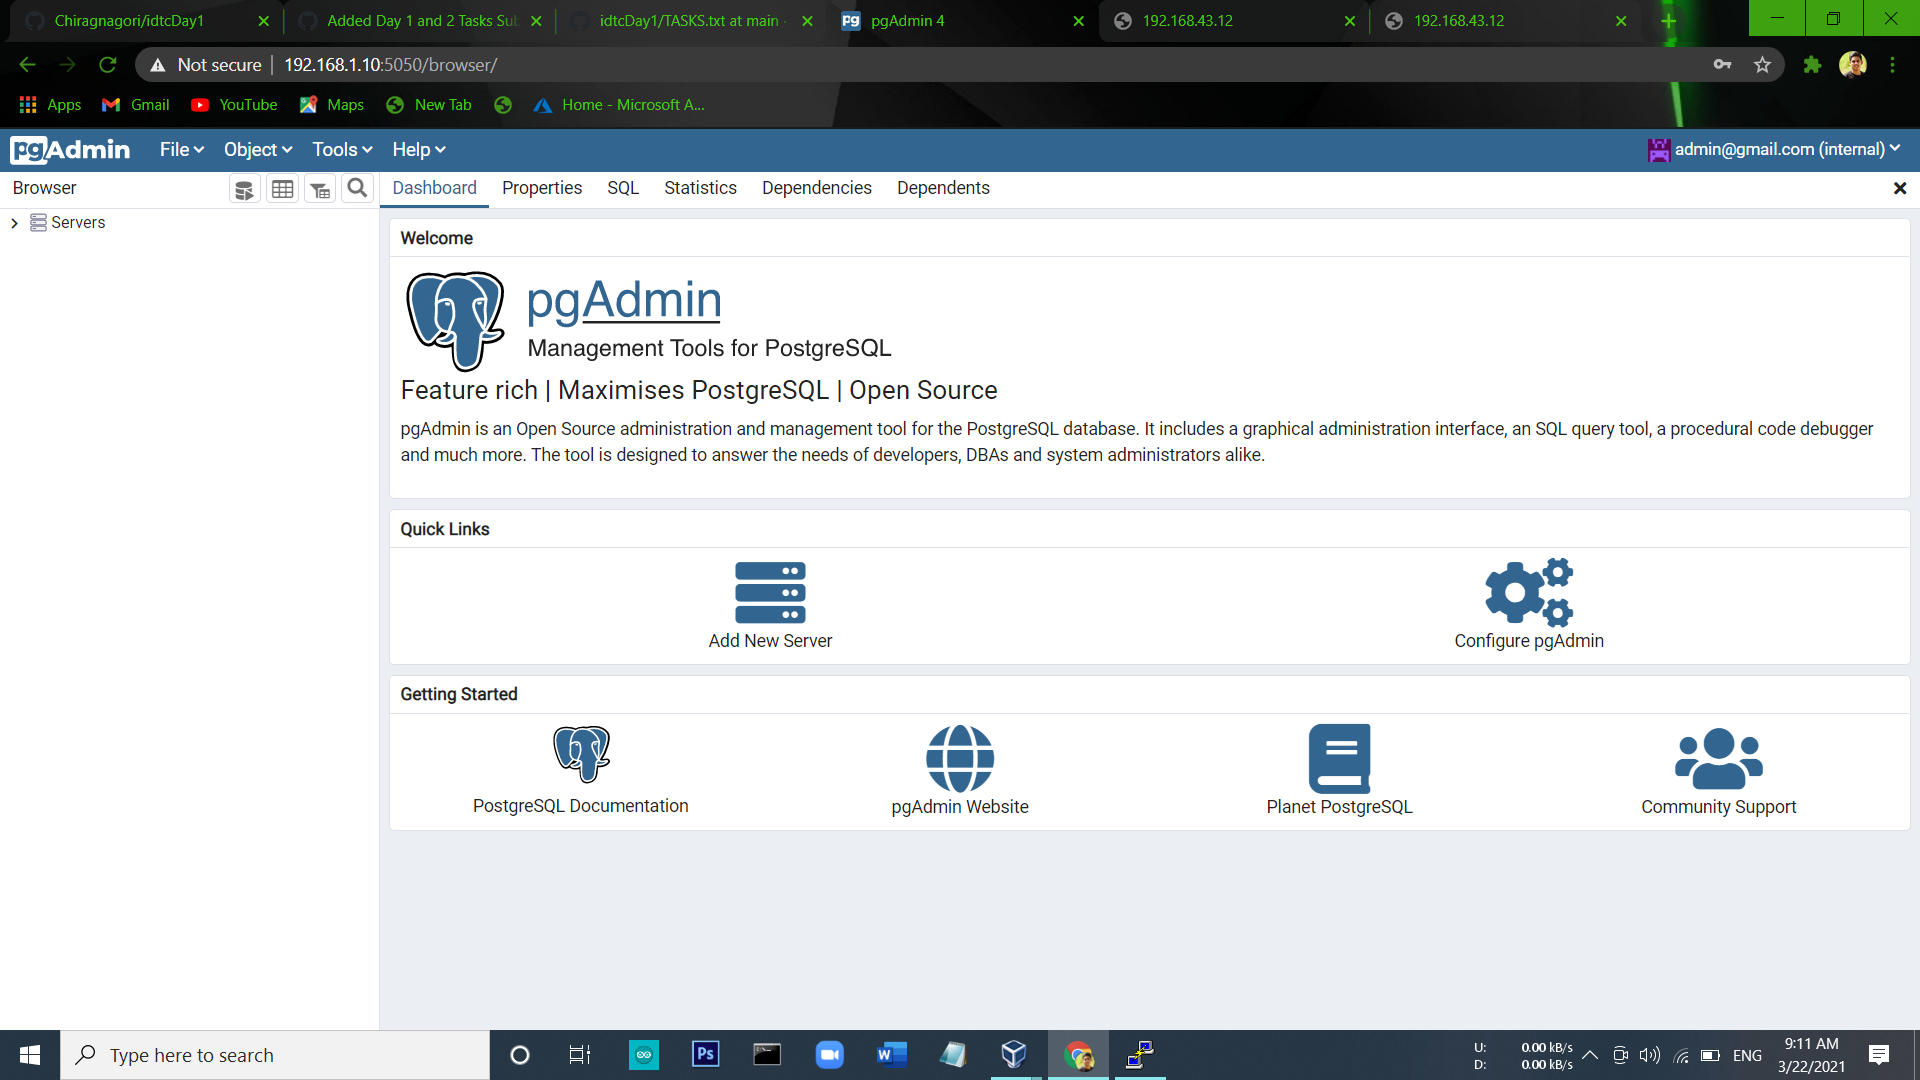 Chiragnagori/idtcDay1
Added Day 1 and 2 Tasks Sub
idtcDay1/TASKS.txt at main
pgAdmin 4
192.168.43.12
192.168.43.12
Not secure | 192.168.1.10:5050/browser/
Apps
Gmail
YouTube
Maps
New Tab
Home - Microsoft A...
pgAdmin
File
Object
Tools
Help
admin@gmail.com (internal)
Browser
Dashboard
Properties
SQL
Statistics
Dependencies
Dependents
Servers
Welcome
pgAdmin
Management Tools for PostgreSQL
Feature rich | Maximises PostgreSQL | Open Source
pgAdmin is an Open Source administration and management tool for the PostgreSQL database. It includes a graphical administration interface, an SQL query tool, a procedural code debugger
and much more. The tool is designed to answer the needs of developers, DBAs and system administrators alike.
Quick Links
Add New Server
Configure pgAdmin
Getting Started
PostgreSQL Documentation
pgAdmin Website
Planet PostgreSQL
Community Support
Type here to search
Ps
U: 0.00 kB/s
D: 0.00 kB/s
ENG
9:11 AM
3/22/2021